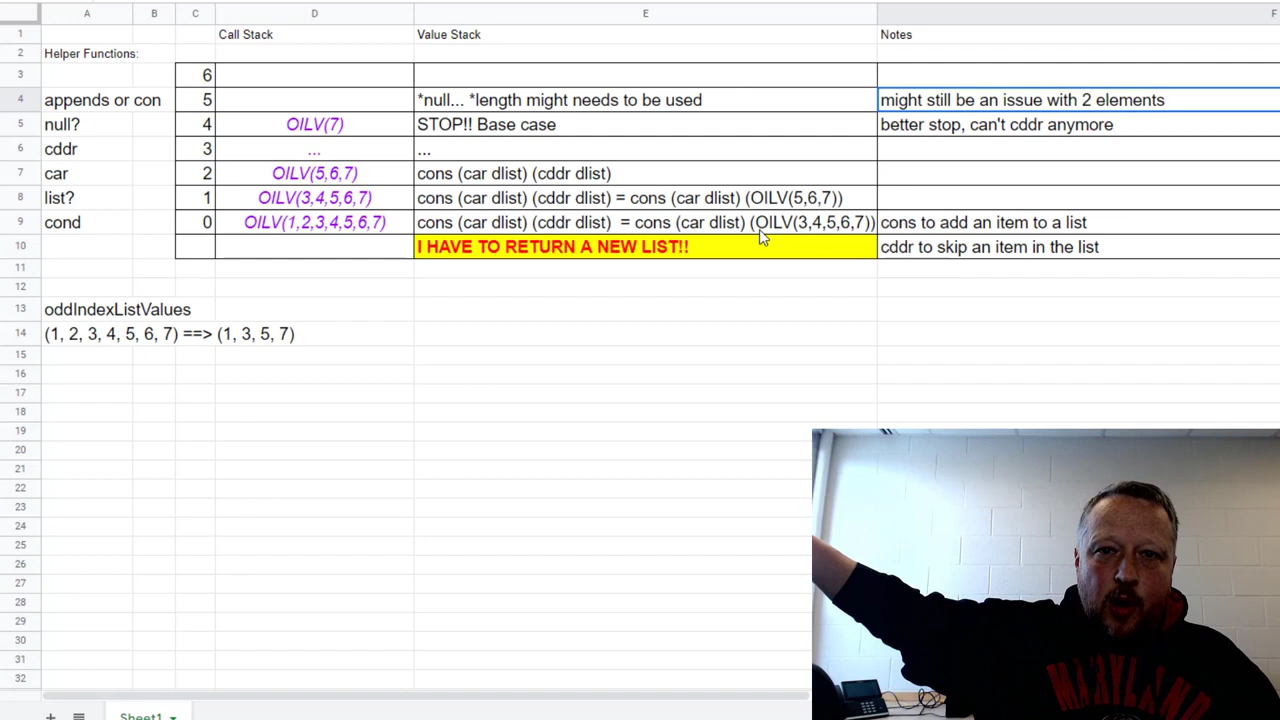 A B C D E F
1 Call Stack Value Stack Notes
2 Helper Functions:
3 6
4 appends or con 5 *null... *length might needs to be used might still be an issue with 2 elements
5 null? 4 OILV(7) STOP!! Base case better stop, can't cddr anymore
6 cddr 3 ... ...
7 car 2 OILV(5,6,7) cons (car dlist) (cddr dlist)
8 list? 1 OILV(3,4,5,6,7) cons (car dlist) (cddr dlist) = cons (car dlist) (OILV(5,6,7))
9 cond 0 OILV(1,2,3,4,5,6,7) cons (car dlist) (cddr dlist) = cons (car dlist) (OILV(3,4,5,6,7)) cons to add an item to a list
10 I HAVE TO RETURN A NEW LIST!! cddr to skip an item in the list
11
12
13 oddIndexListValues
14 (1, 2, 3, 4, 5, 6, 7) ==> (1, 3, 5, 7)
15
16
17
18
19
20
21
22
23
24
25
26
27
28
29
30
31
32
MARYLAND
Sheet1